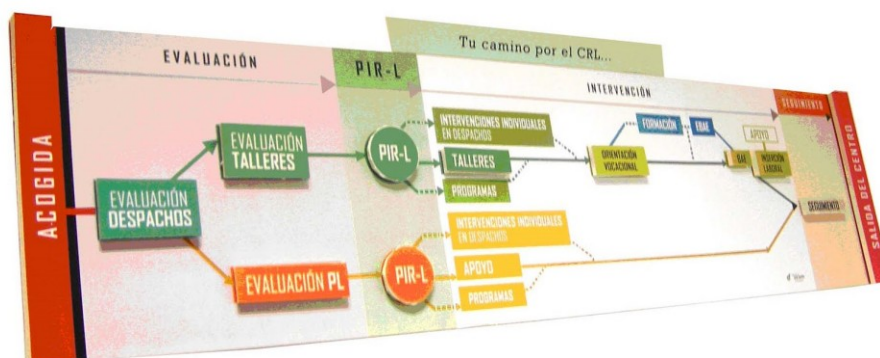 Tu camino por el CRL...
EVALUACIÓN
PIR-L
INTERVENCIÓN
SEGUIMIENTO
ACOGIDA
EVALUACIÓN
DESPACHOS
EVALUACIÓN
TALLERES
PIR-L
INTERVENCIONES INDIVIDUALES
EN DESPACHOS
TALLERES
PROGRAMAS
ORIENTACIÓN
VOCACIONAL
FORMACIÓN
EBAE
BAE
APOYO
INSERCIÓN
LABORAL
EVALUACIÓN PL
PIR-L
INTERVENCIONES INDIVIDUALES
EN DESPACHOS
APOYO
PROGRAMAS
SEGUIMIENTO
SALIDA DEL CENTRO